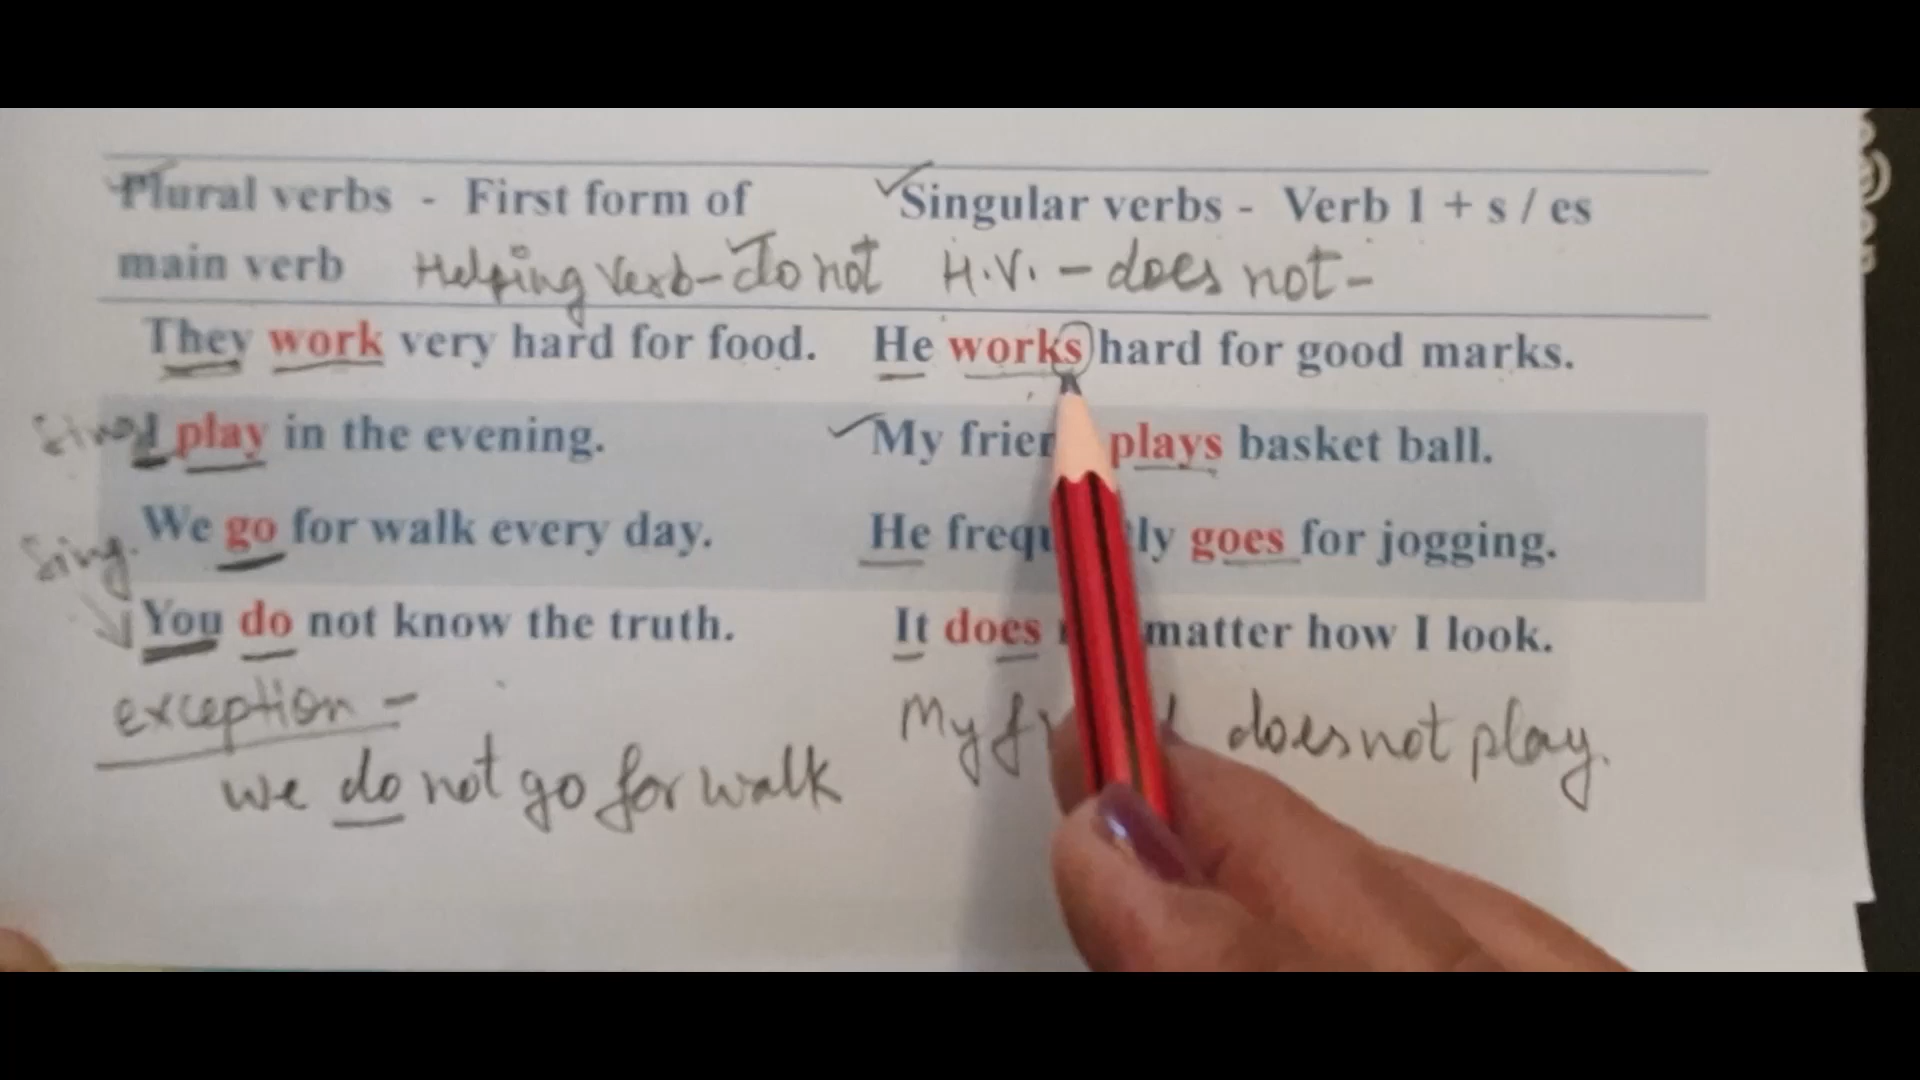 Plural verbs - First form of
main verb Helping Verb - Do not
Singular verbs - Verb 1 + s / es
H.V. - does not -
They work very hard for food.
He works hard for good marks.
I play in the evening.
My plays basket ball.
Sing. We go for walk every day.
He goes for jogging.
You do not know the truth.
It does matter how I look.
exception -
we do not go for walk
My does not play.